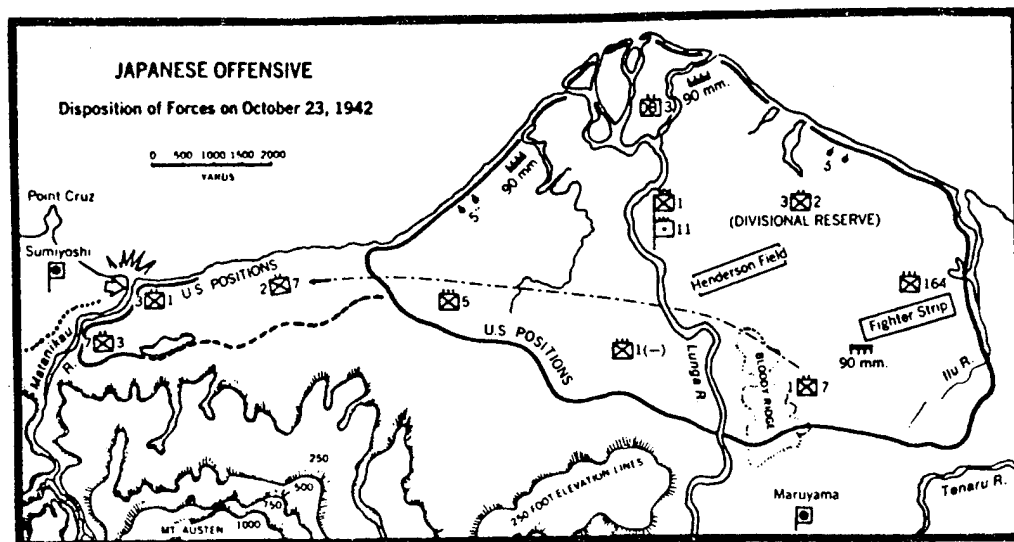 JAPANESE OFFENSIVE
Disposition of Forces on October 23, 1942
0 500 1000 1500 2000
YARDS
Point Cruz
Sumiyoshi
U.S POSITIONS
3 1
2 7
7 3
Matanikau
R.
5"
90 mm.
3
90 mm.
5"
1
11
3 2
(DIVISIONAL RESERVE)
Henderson Field
164
Fighter Strip
90 mm.
Ilu R.
5
U.S POSITIONS
1(—)
Lunga R
BLOODY RIDGE
1 7
250
500
750
1000
MT AUSTEN
250 FOOT ELEVATION LINES
Maruyama
Tenaru R.